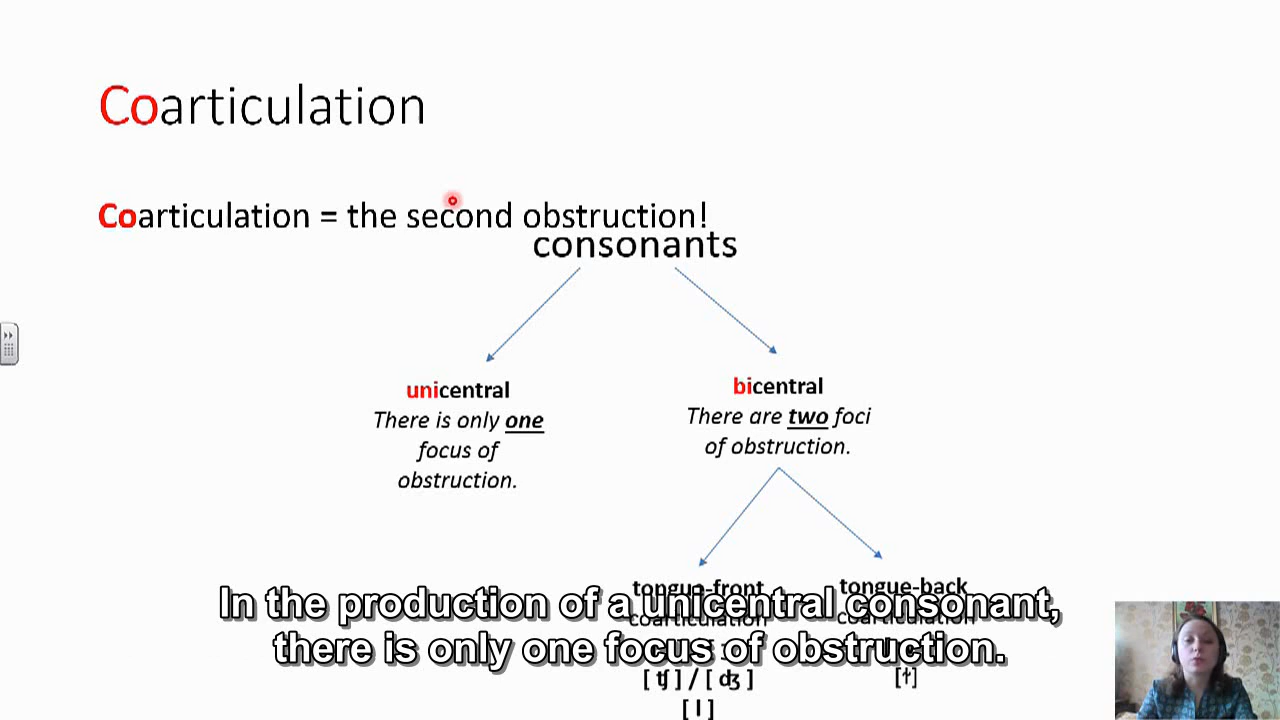 Coarticulation
Coarticulation = the second obstruction!
consonants
unicentral
There is only one
focus of
obstruction.
bicentral
There are two foci
of obstruction.
tongue-front
coarticulation
[ ʧ ] / [ ʤ ]
[ l ]
tongue-back
coarticulation
[ɫ]
In the production of a unicentral consonant,
there is only one focus of obstruction.